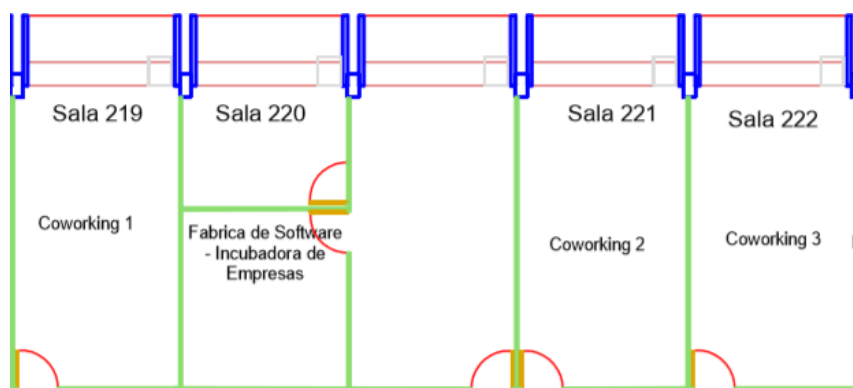 Sala 219
Sala 220
Sala 221
Sala 222
Coworking 1
Fabrica de Software
- Incubadora de
Empresas
Coworking 2
Coworking 3